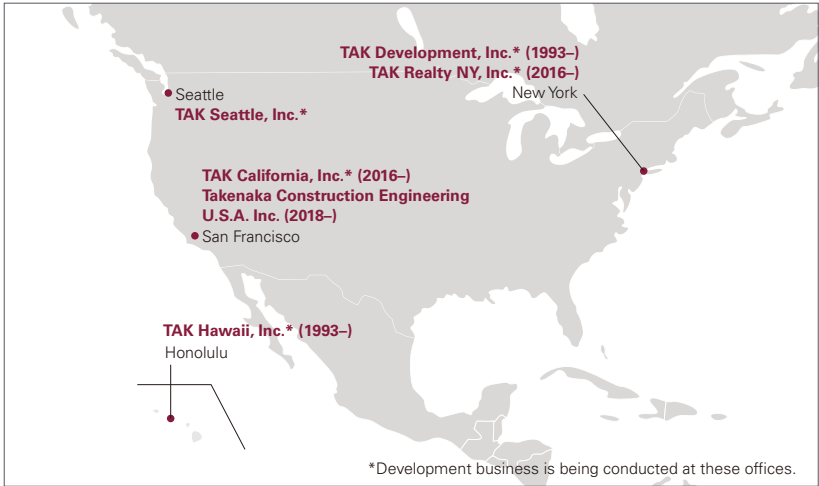 TAK Development, Inc.* (1993–)
TAK Realty NY, Inc.* (2016–)
New York
Seattle
TAK Seattle, Inc.*
TAK California, Inc.* (2016–)
Takenaka Construction Engineering
U.S.A. Inc. (2018–)
San Francisco
TAK Hawaii, Inc.* (1993–)
Honolulu
*Development business is being conducted at these offices.